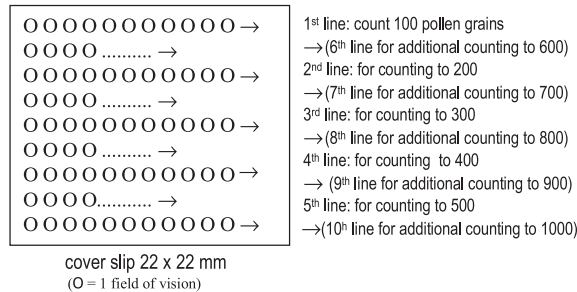 O O O O O O O O O O O →
O O O O .......... →
O O O O O O O O O O O →
O O O O .......... →
O O O O O O O O O O O →
O O O O .......... →
O O O O O O O O O O O →
O O O O.......... →
O O O O O O O O O O O →
cover slip 22 x 22 mm
(O = 1 field of vision)
1st line: count 100 pollen grains
→(6th line for additional counting to 600)
2nd line: for counting to 200
→(7th line for additional counting to 700)
3rd line: for counting to 300
→(8th line for additional counting to 800)
4th line: for counting to 400
→ (9th line for additional counting to 900)
5th line: for counting to 500
→(10h line for additional counting to 1000)